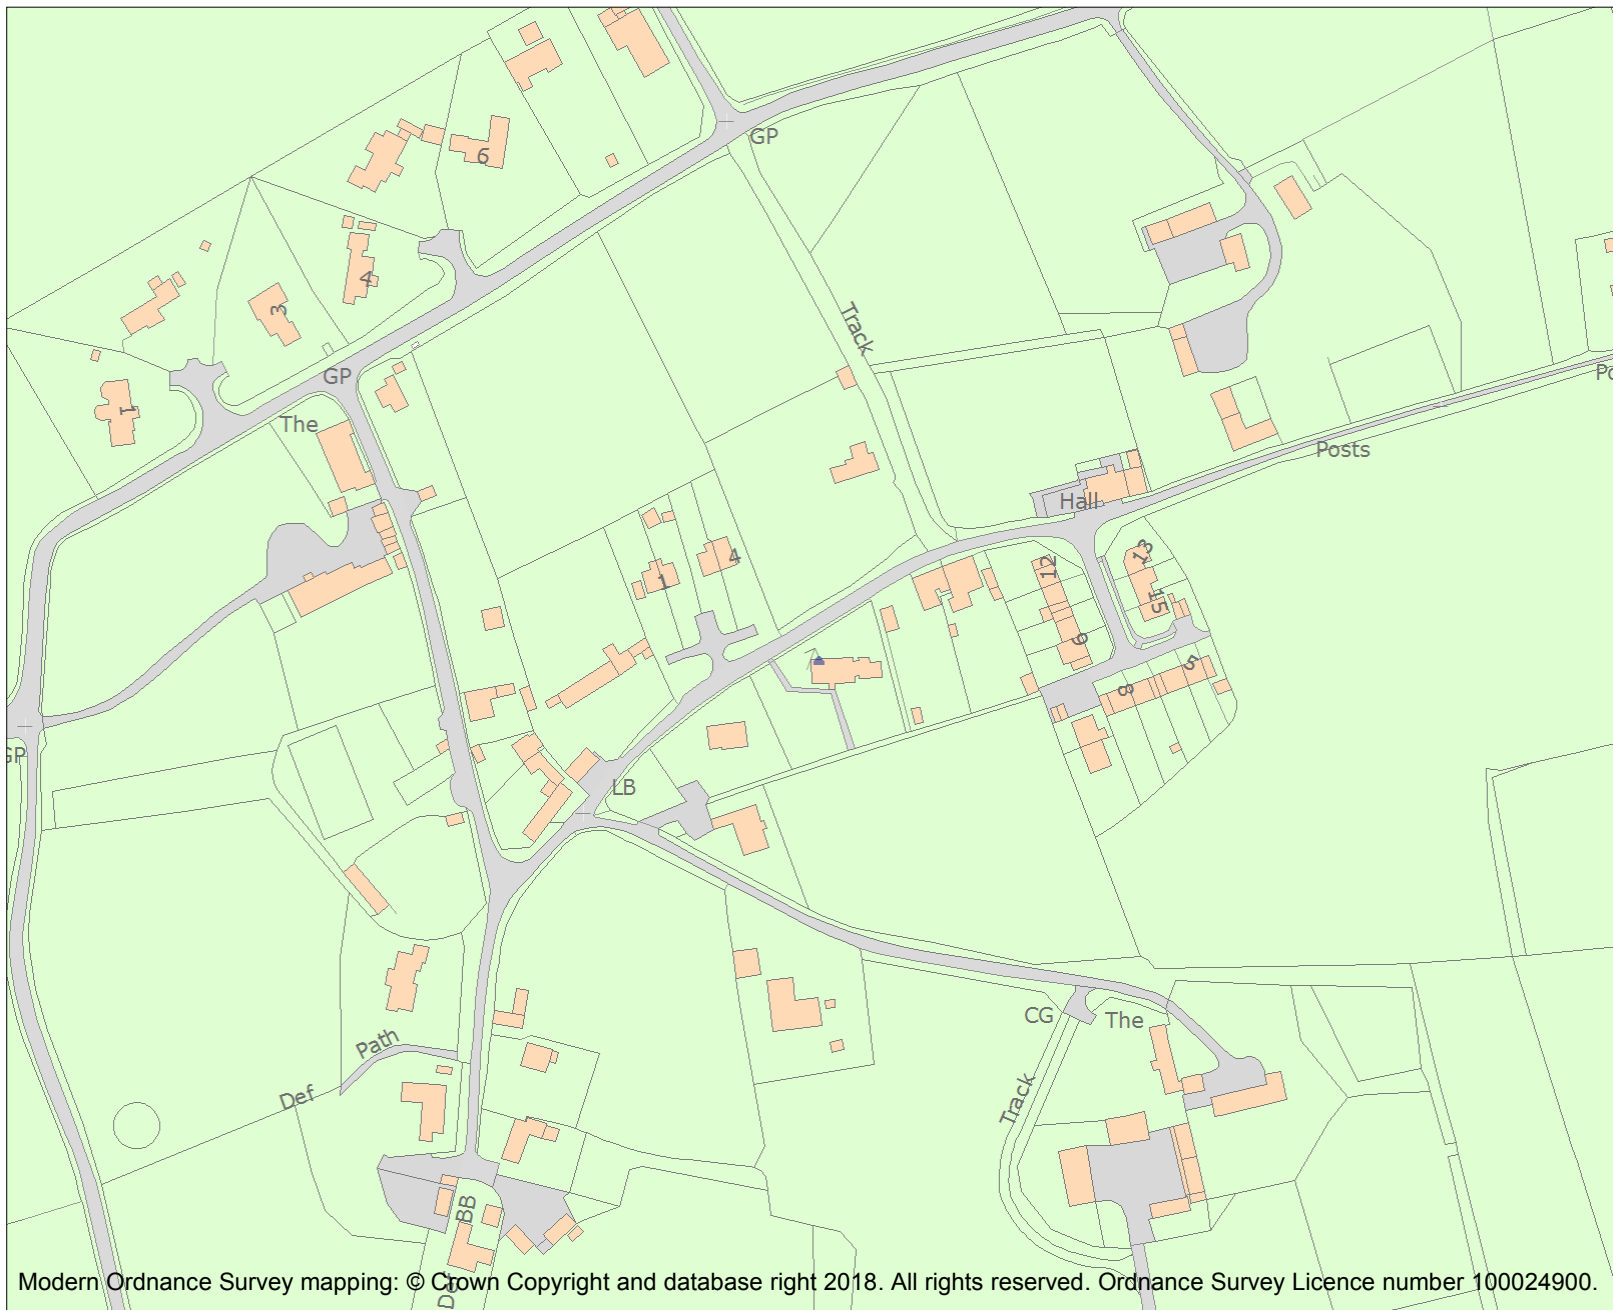 GP
6
4
3
Track
GP
1
The
Posts
Po
Hall
4
1
12
13
15
9
5
8
GP
LB
CG
The
Path
Def
Track
BB
Def
Modern Ordnance Survey mapping: © Crown Copyright and database right 2018. All rights reserved. Ordnance Survey Licence number 100024900.